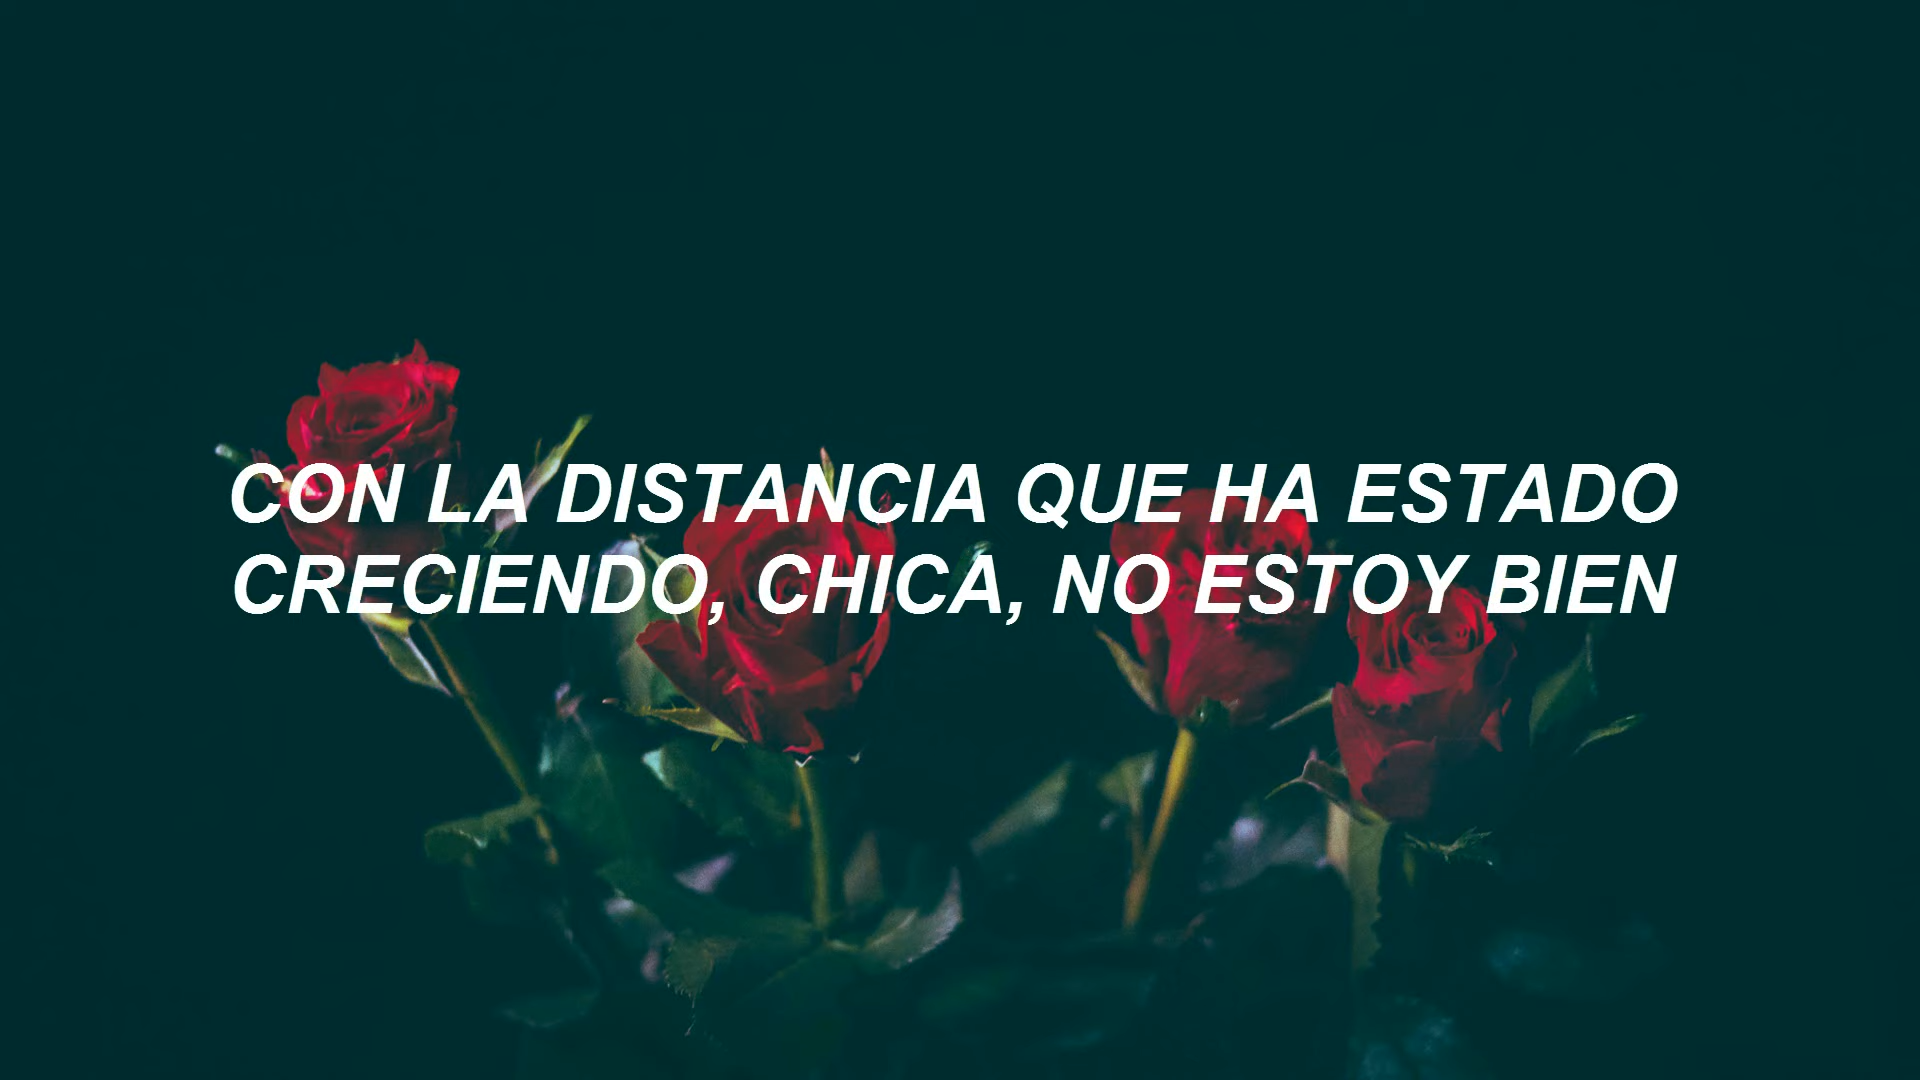 CON LA DISTANCIA QUE HA ESTADO
CRECIENDO, CHICA, NO ESTOY BIEN